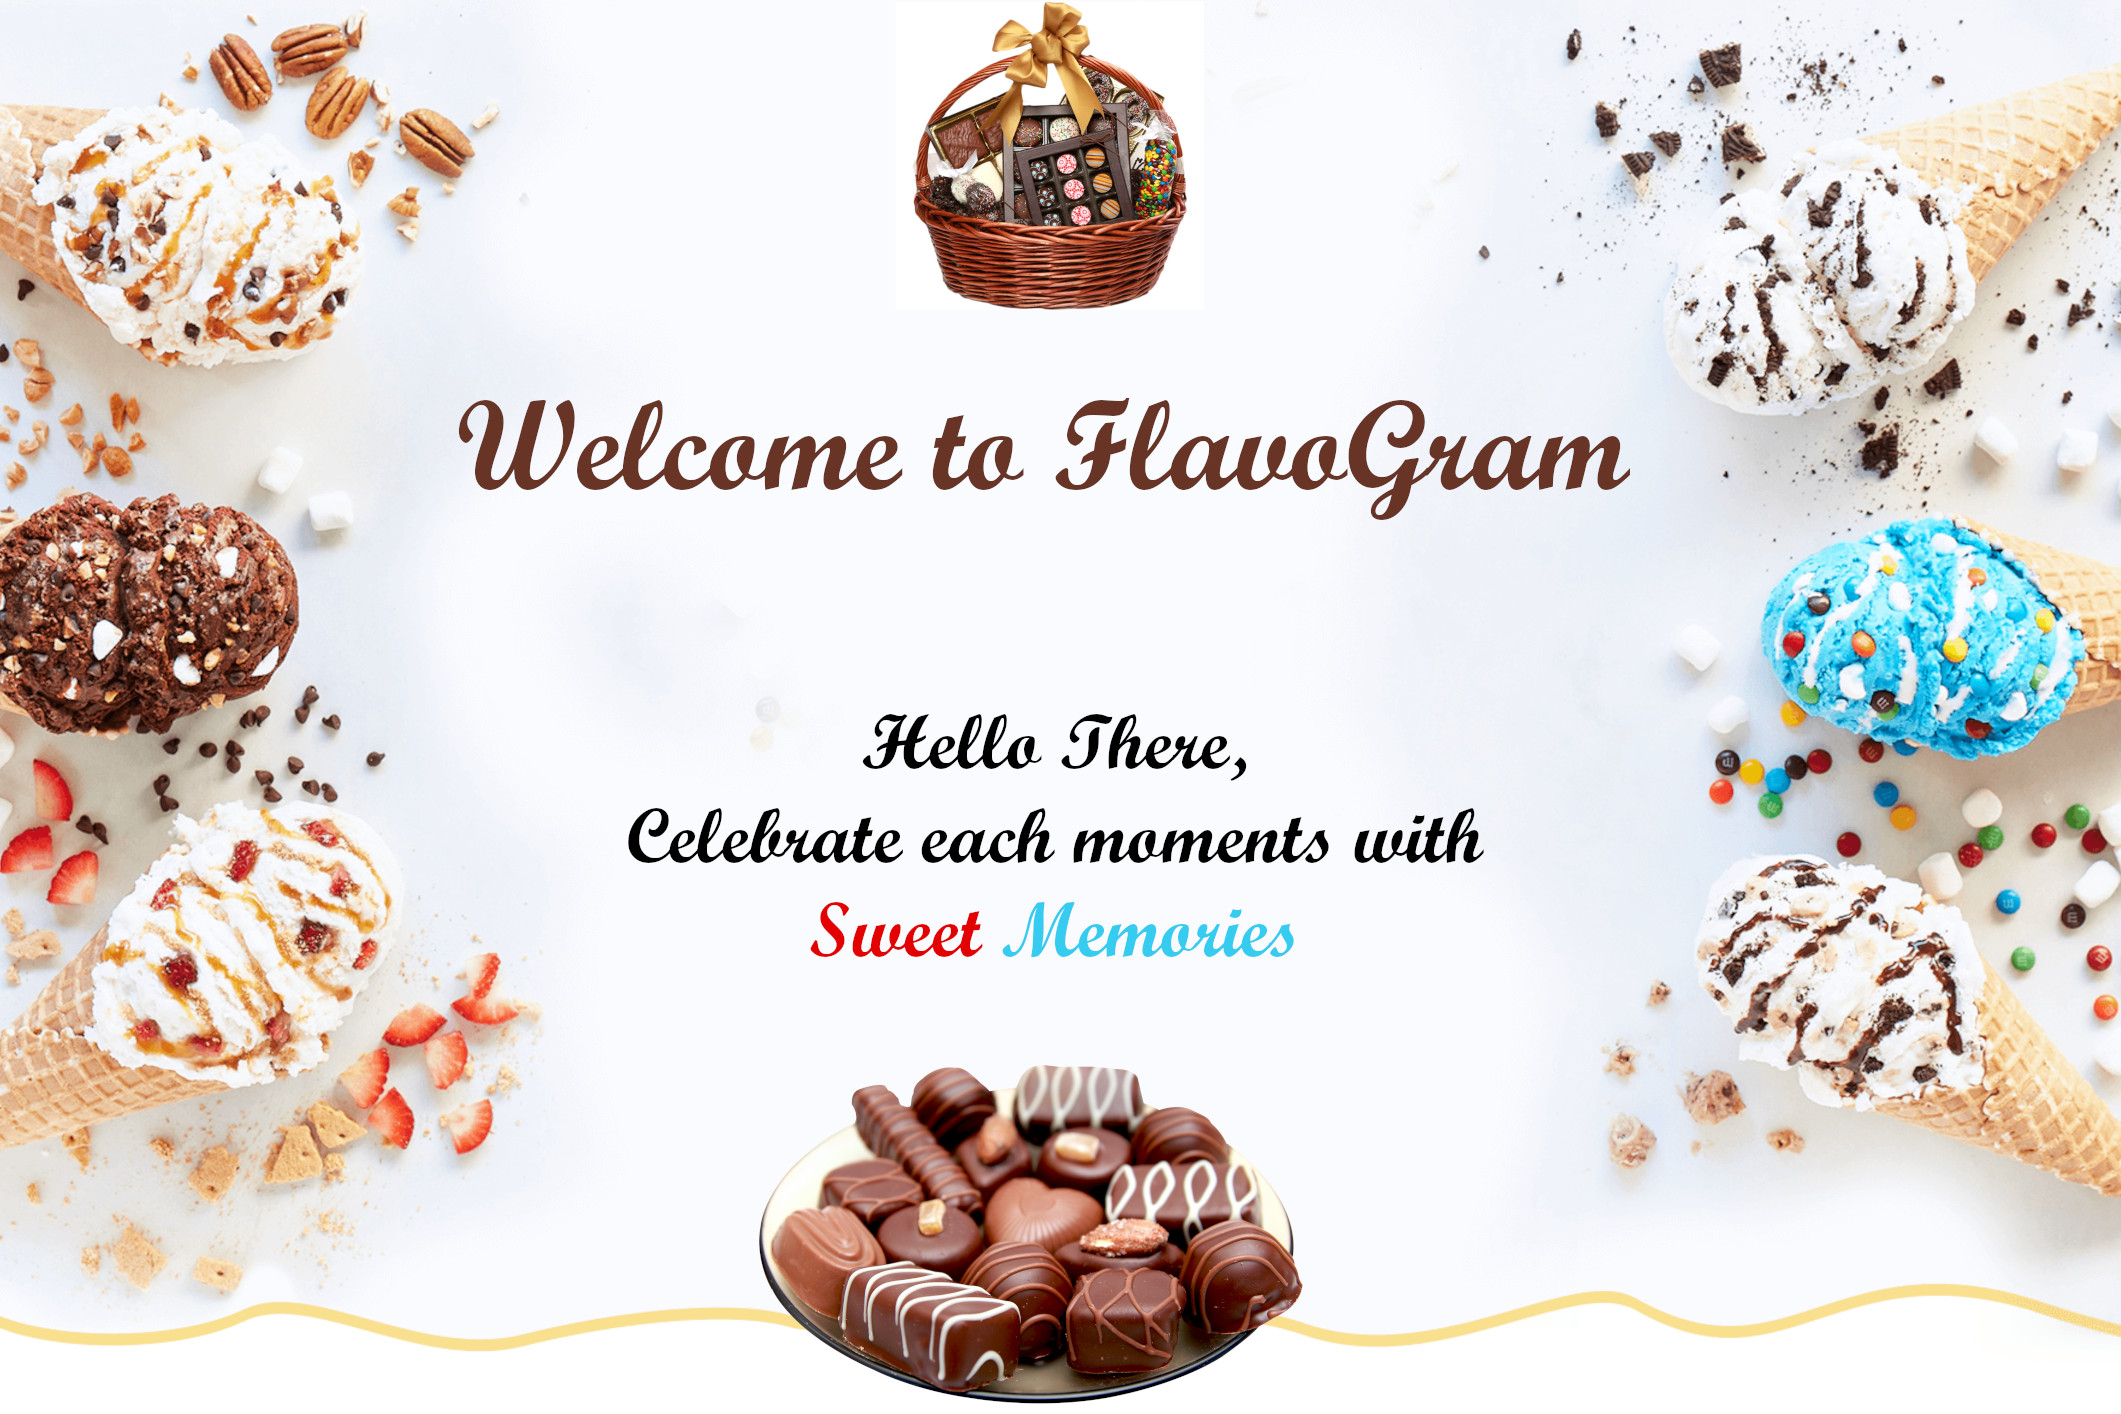 Welcome to FlavoGram
Hello There,
Celebrate each moments with
Sweet Memories